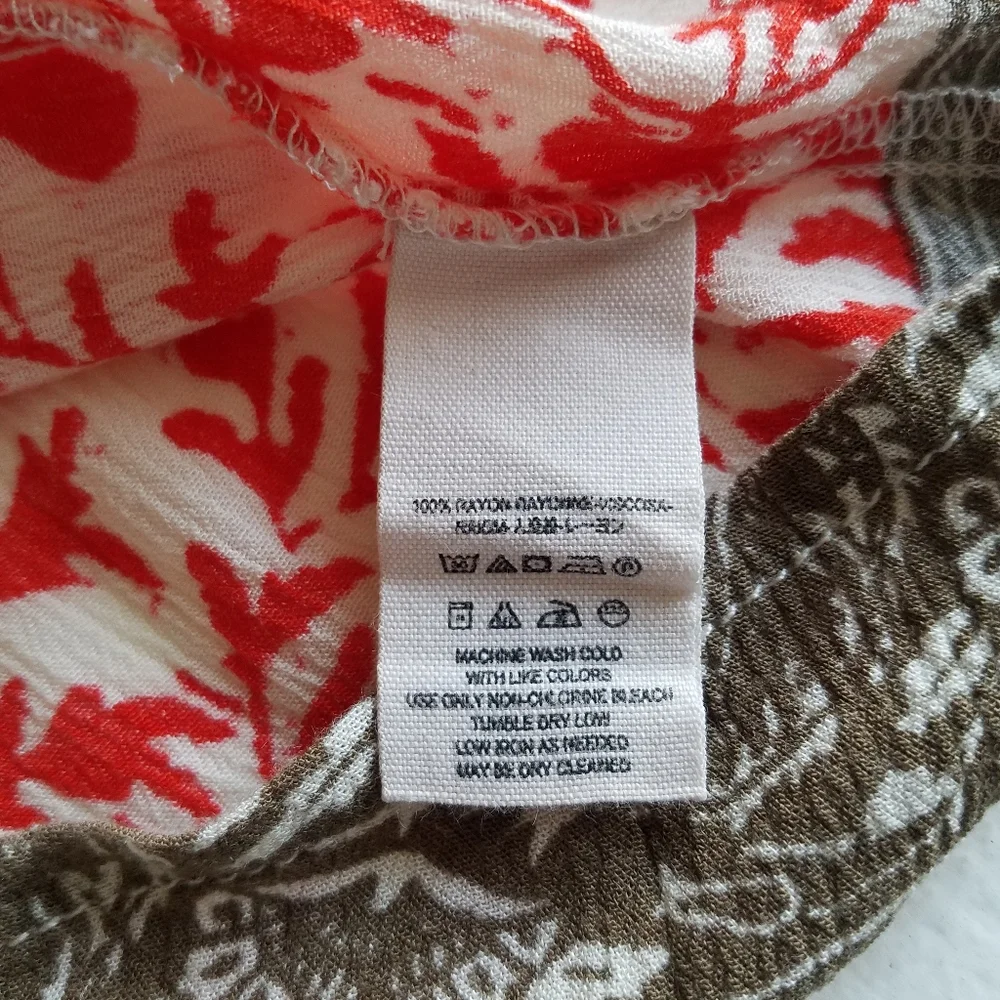 100% RAYON-RAYONNE-VISCOSA-
MACHINE WASH COLD
WITH LIKE COLORS
USE ONLY NON-CHLORINE BLEACH
TUMBLE DRY LOW
LOW IRON AS NEEDED
MAY BE DRY CLEANED